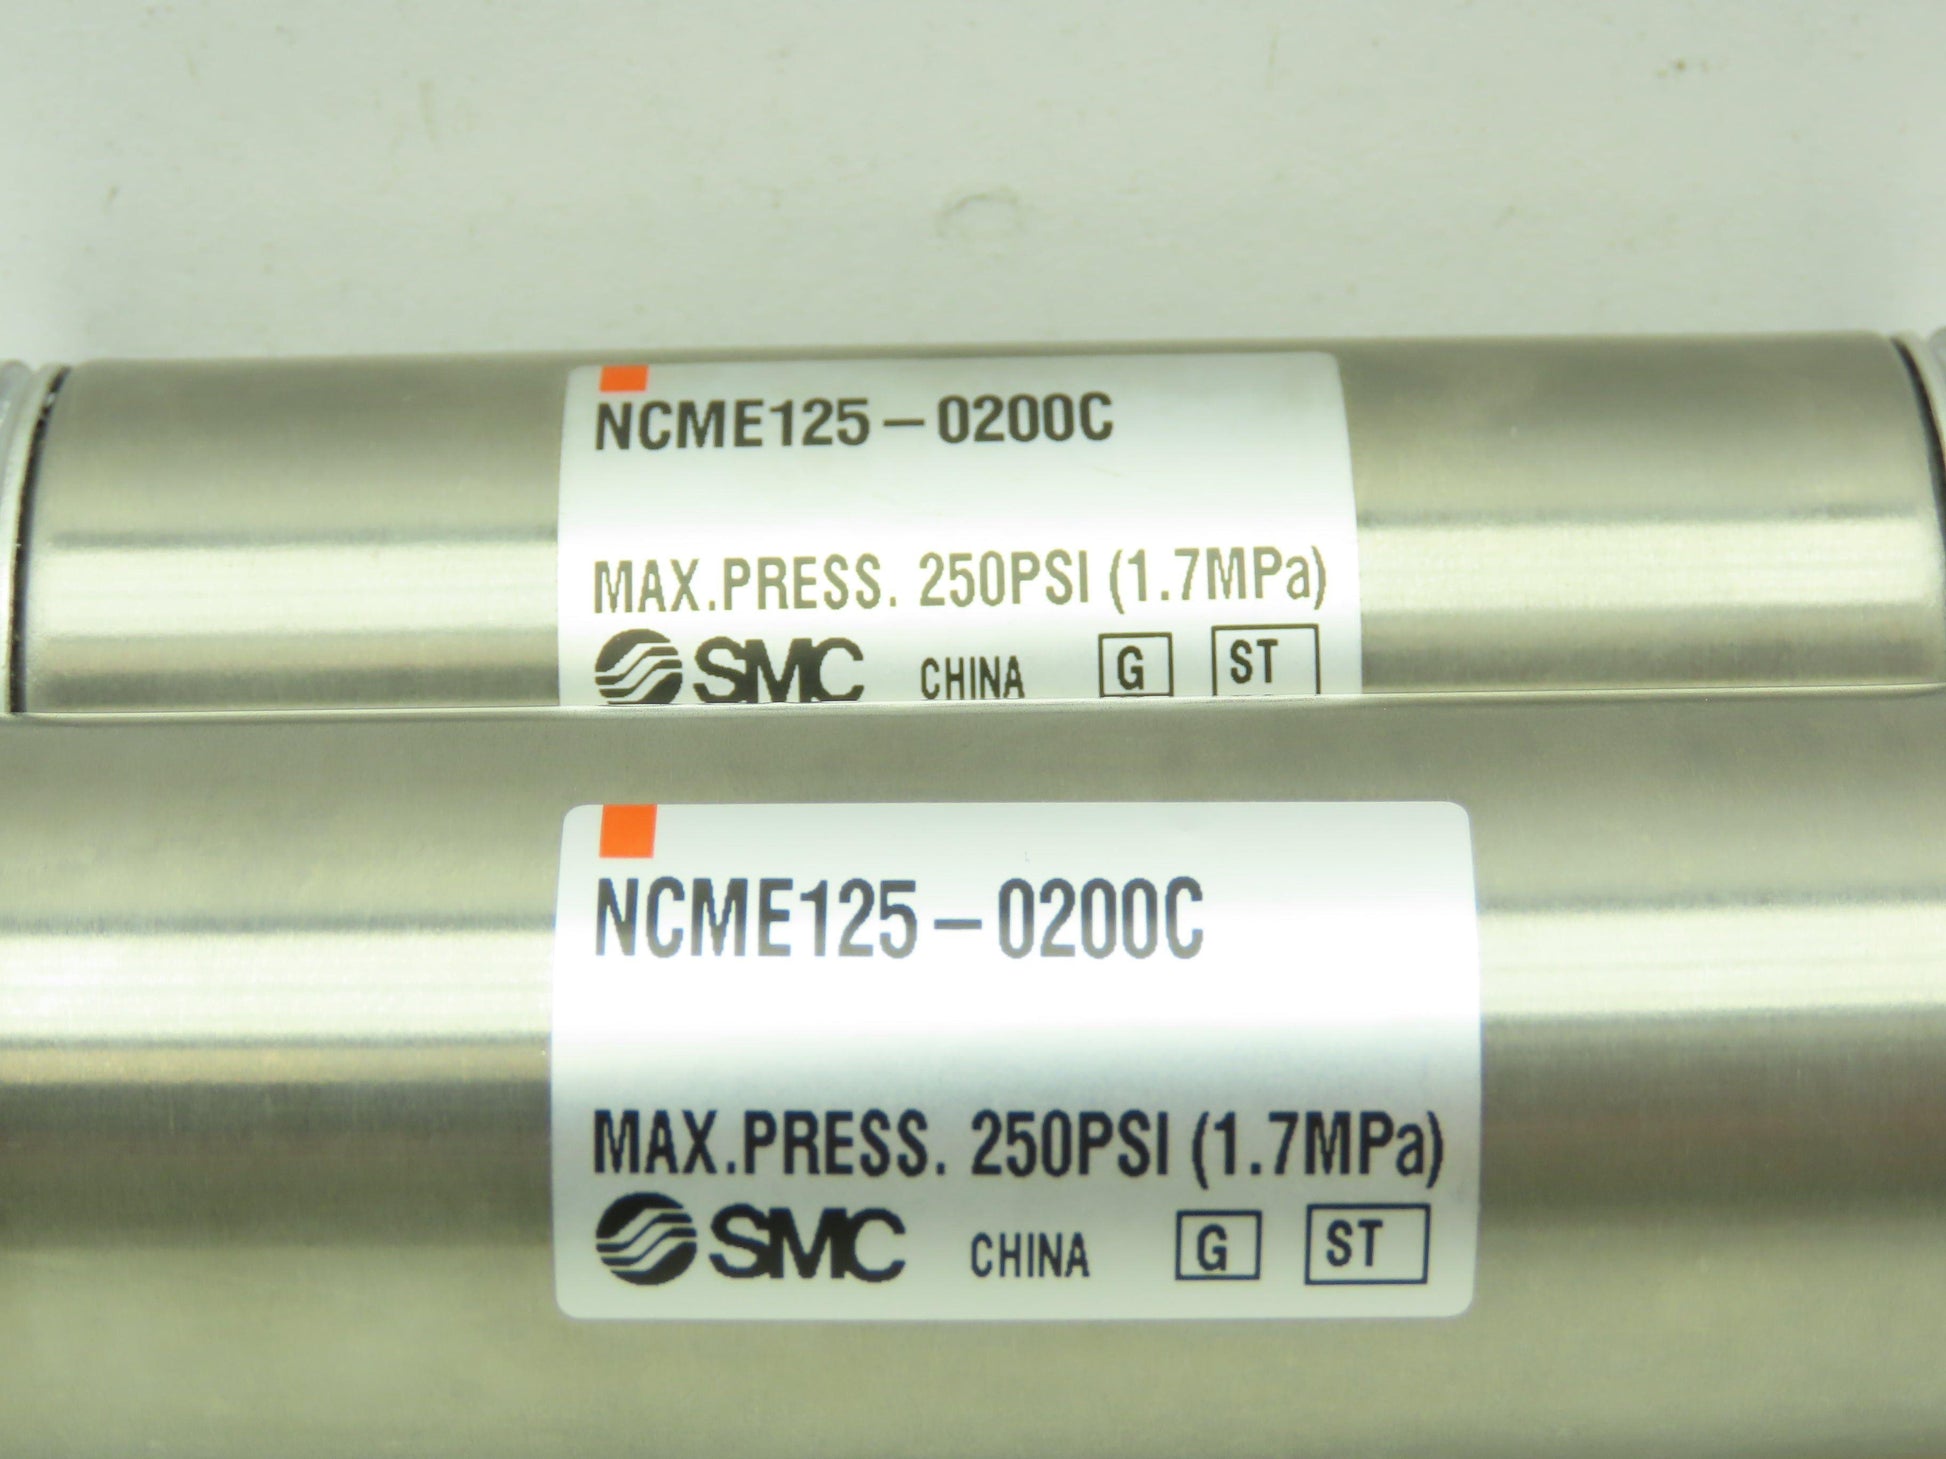 NCME125-0200C
MAX.PRESS. 250PSI (1.7MPa)
SMC CHINA G ST
NCME125-0200C
MAX.PRESS. 250PSI (1.7MPa)
SMC CHINA G ST